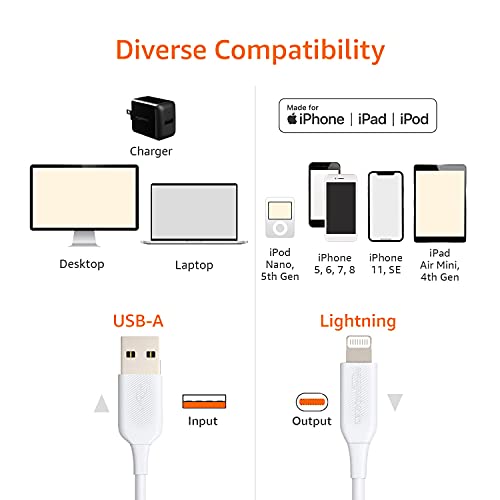 Diverse Compatibility
Charger
Desktop
Laptop
Made for
iPhone | iPad | iPod
iPod
Nano,
5th Gen
iPhone
5, 6, 7, 8
iPhone
11, SE
iPad
Air Mini,
4th Gen
USB-A
Input
Lightning
Output